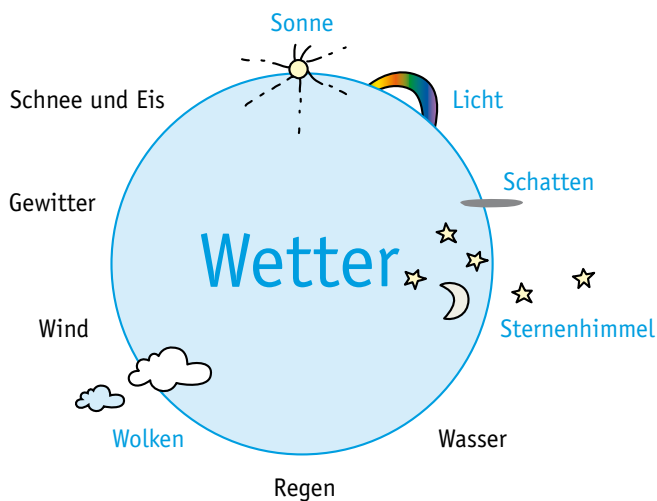 Sonne
Schnee und Eis
Licht
Schatten
Gewitter
Wetter
Wind
Sternenhimmel
Wolken
Wasser
Regen